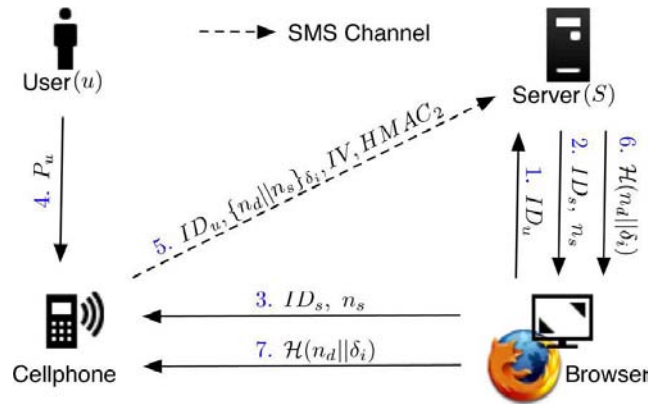 SMS Channel
User(u)
Server(S)
4. P_u
5. ID_u,{n_d||n_s}_{δ_i},IV,HMAC_2
1. ID_u
2. ID_s, n_s
6. H(n_d||δ_i)
3. ID_s, n_s
7. H(n_d||δ_i)
Cellphone
Browser